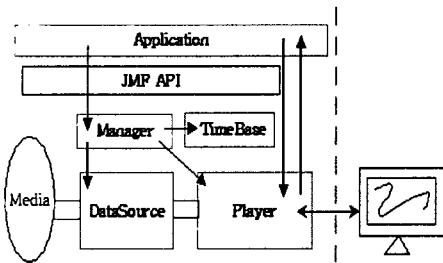 Application
JMF API
Manager
TimeBase
Media
DataSource
Player